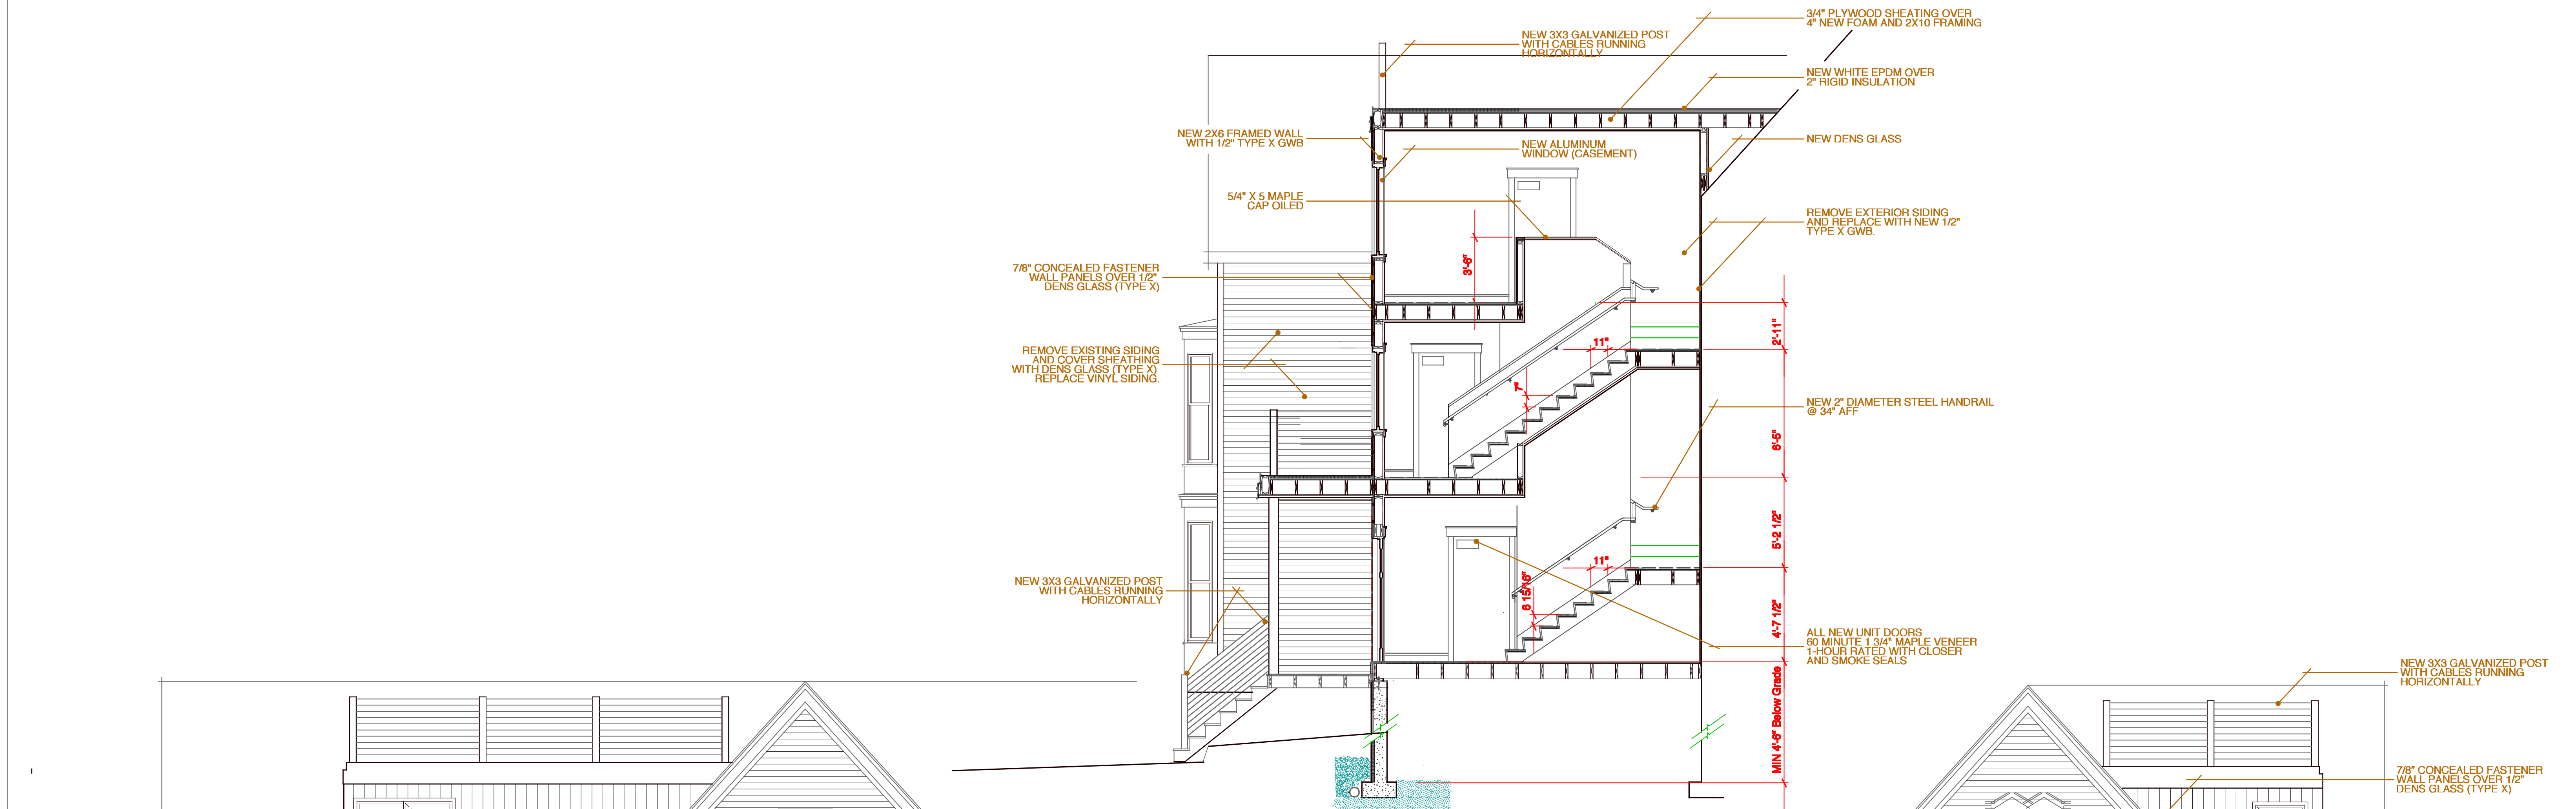 3/4" PLYWOOD SHEATING OVER
4" NEW FOAM AND 2X10 FRAMING
NEW 3X3 GALVANIZED POST
WITH CABLES RUNNING
HORIZONTALLY
NEW WHITE EPDM OVER
2" RIGID INSULATION
NEW 2X6 FRAMED WALL
WITH 1/2" TYPE X GWB
NEW ALUMINUM
WINDOW (CASEMENT)
NEW DENS GLASS
5/4" X 5 MAPLE
CAP OILED
REMOVE EXTERIOR SIDING
AND REPLACE WITH NEW 1/2"
TYPE X GWB.
3'-6"
7/8" CONCEALED FASTENER
WALL PANELS OVER 1/2"
DENS GLASS (TYPE X)
2'-11"
11"
REMOVE EXISTING SIDING
AND COVER SHEATHING
WITH DENS GLASS (TYPE X)
REPLACE VINYL SIDING.
7"
NEW 2" DIAMETER STEEL HANDRAIL
@ 34" AFF
6'-5"
5'-2 1/2"
11"
NEW 3X3 GALVANIZED POST
WITH CABLES RUNNING
HORIZONTALLY
6 15/16"
4'-7 1/2"
ALL NEW UNIT DOORS
60 MINUTE 1 3/4" MAPLE VENEER
1-HOUR RATED WITH CLOSER
AND SMOKE SEALS
MIN 4'-6" Below Grade
NEW 3X3 GALVANIZED POST
WITH CABLES RUNNING
HORIZONTALLY
7/8" CONCEALED FASTENER
WALL PANELS OVER 1/2"
DENS GLASS (TYPE X)